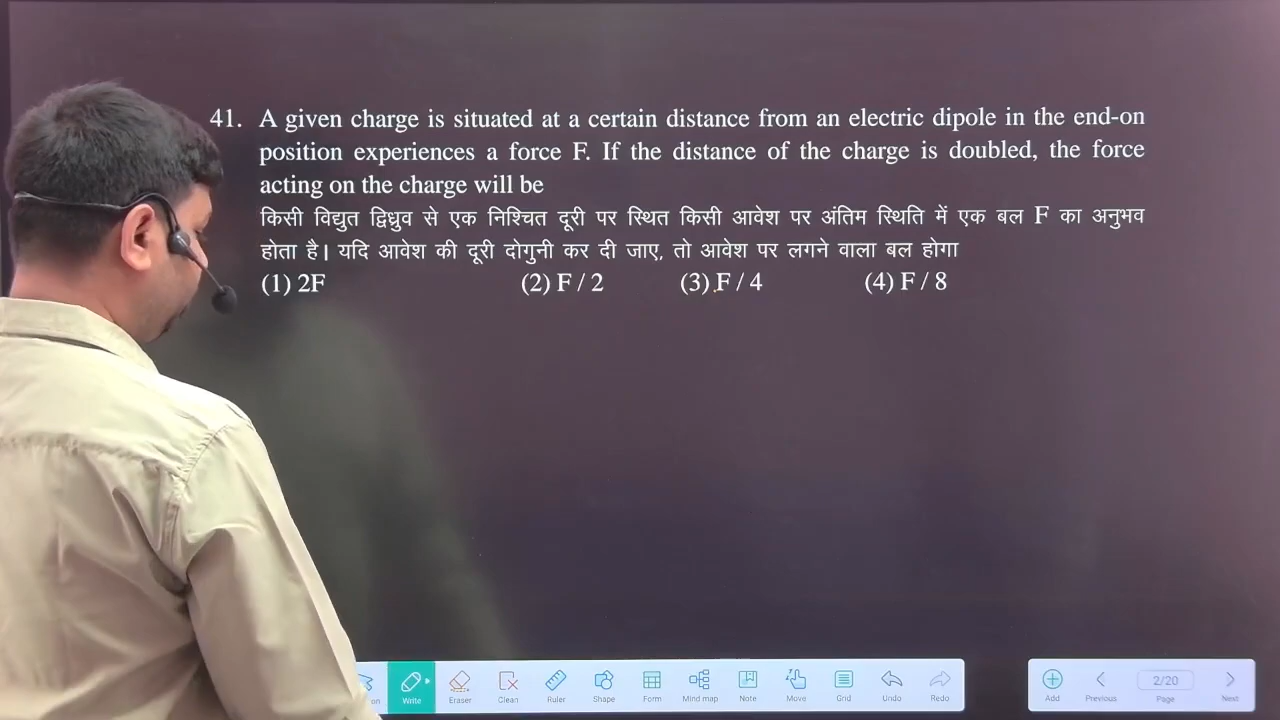 41. A given charge is situated at a certain distance from an electric dipole in the end-on
position experiences a force F. If the distance of the charge is doubled, the force
acting on the charge will be
किसी विद्युत द्विध्रुव से एक निश्चित दूरी पर स्थित किसी आवेश पर अंतिम स्थिति में एक बल F का अनुभव
होता है। यदि आवेश की दूरी दोगुनी कर दी जाए, तो आवेश पर लगने वाला बल होगा
(1) 2F (2) F / 2 (3) F / 4 (4) F / 8
Write Eraser Clean Ruler Shape Form Mind map Note Move Grid Undo Redo Add Previous 2/20 Page Next